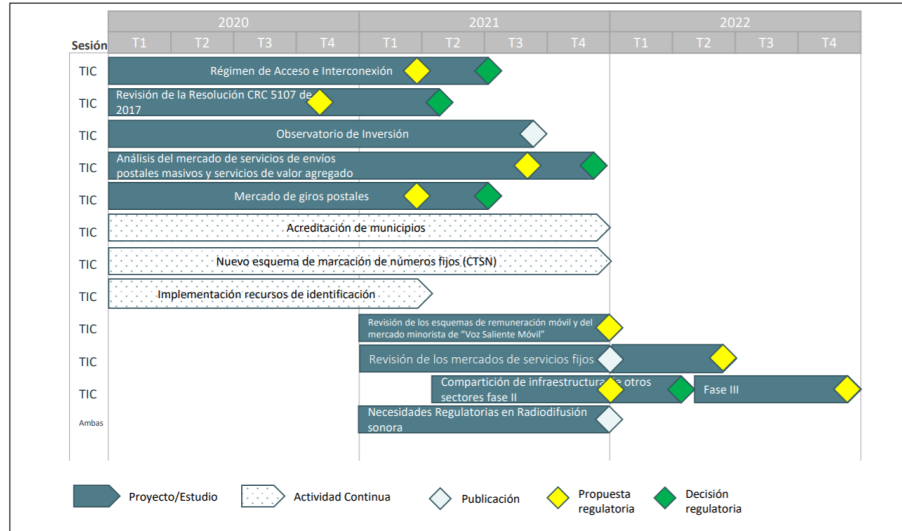 2020 2021 2022
Sesión T1 T2 T3 T4 T1 T2 T3 T4 T1 T2 T3 T4
TIC Régimen de Acceso e Interconexión
TIC Revisión de la Resolución CRC 5107 de
2017
TIC Observatorio de Inversión
TIC Análisis del mercado de servicios de envíos
postales masivos y servicios de valor agregado
TIC Mercado de giros postales
TIC Acreditación de municipios
TIC Nuevo esquema de marcación de números fijos (CTSN)
TIC Implementación recursos de identificación
TIC Revisión de los esquemas de remuneración móvil y del
mercado minorista de "Voz Saliente Móvil"
TIC Revisión de los mercados de servicios fijos
TIC Compartición de infraestructura de otros
sectores fase II Fase III
Ambas Necesidades Regulatorias en Radiodifusión
sonora
Proyecto/Estudio Actividad Continua Publicación Propuesta
regulatoria Decisión
regulatoria